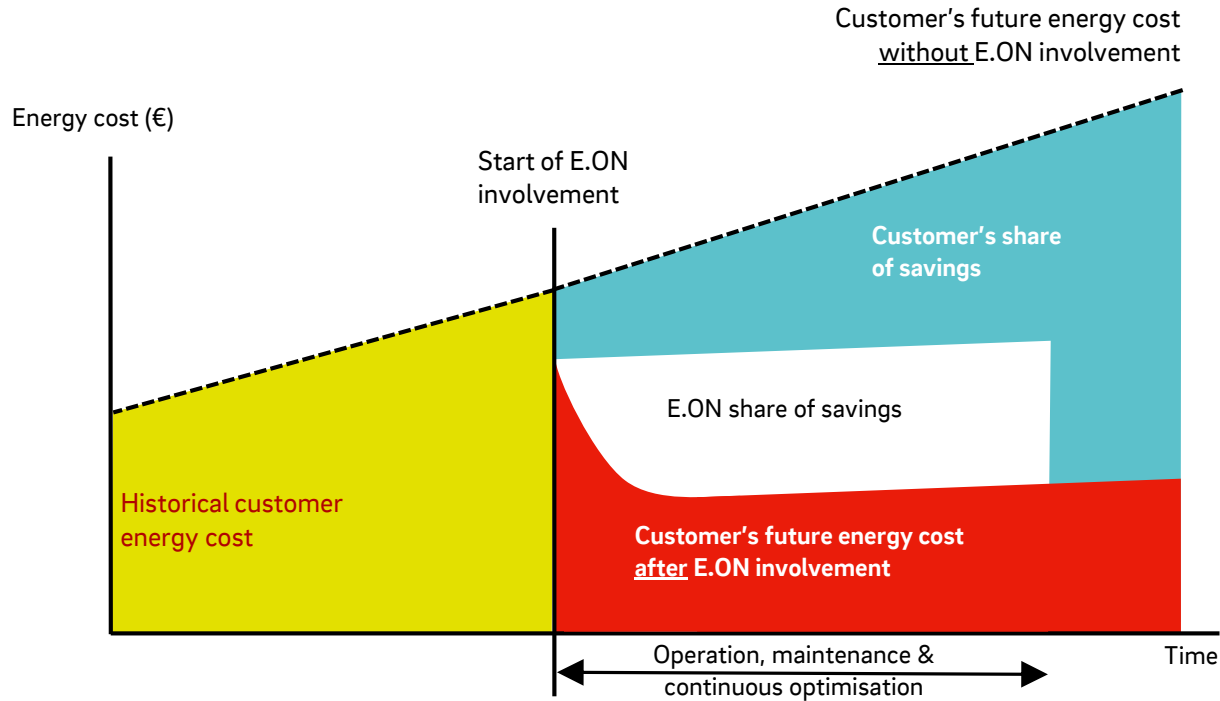 Customer's future energy cost
without E.ON involvement
Energy cost (€)
Start of E.ON
involvement
Customer's share
of savings
E.ON share of savings
Historical customer
energy cost
Customer's future energy cost
after E.ON involvement
Operation, maintenance &
continuous optimisation
Time